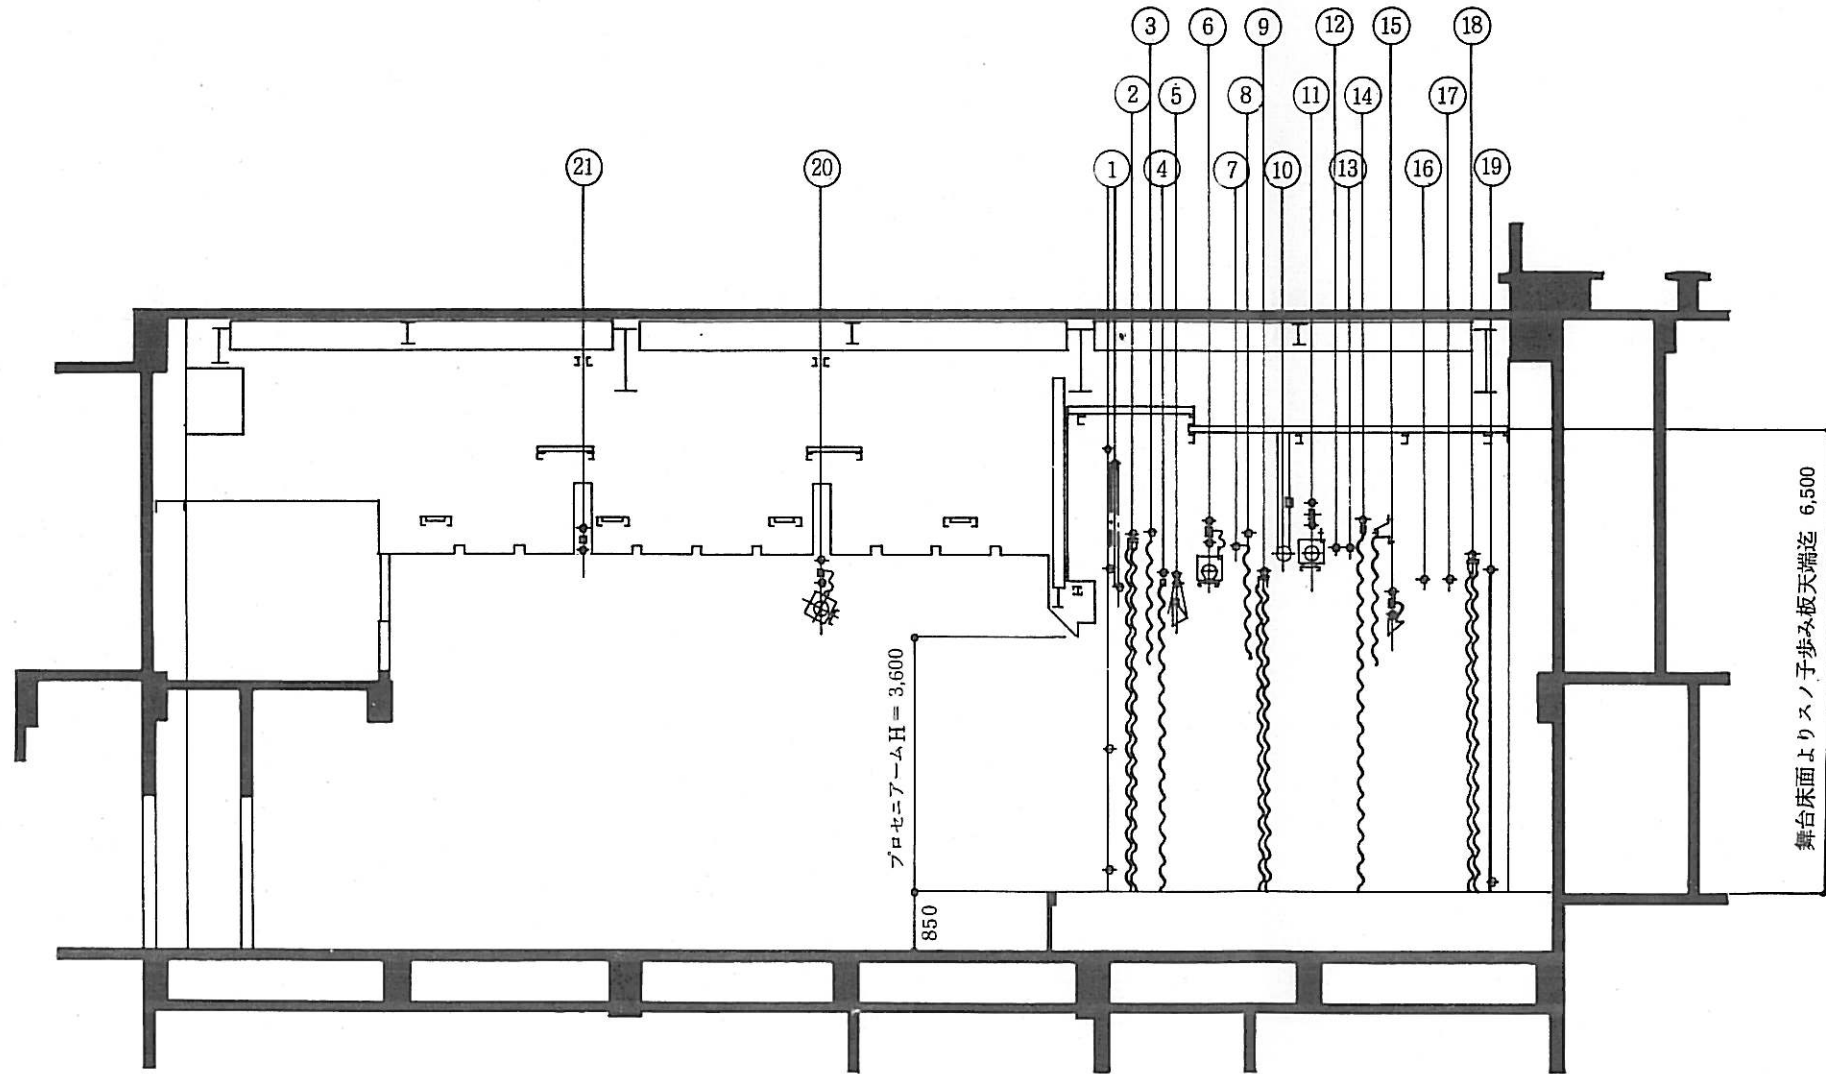 ③ ⑥ ⑨ ⑫ ⑮ ⑱
② ⑤ ⑧ ⑪ ⑭ ⑰
㉑ ⑳ ① ④ ⑦ ⑩ ⑬ ⑯ ⑲
プロセニアームH=3,600
850
舞台床面よりスノ子歩み板天端迄 6,500